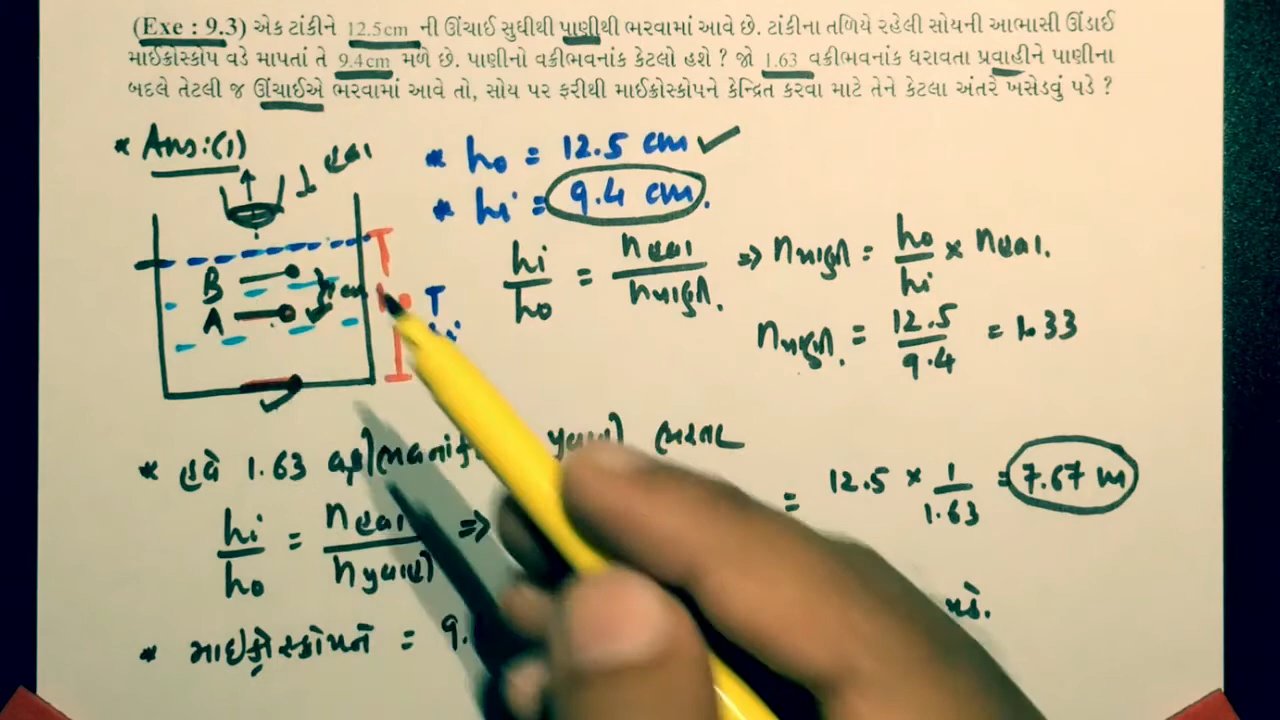 (Exe : 9.3) એક ટાંકીને 12.5cm ની ઊંચાઈ સુધીથી પાણીથી ભરવામાં આવે છે. ટાંકીના તળિયે રહેલી સોયની આભાસી ઊંડાઈ
માઈક્રોસ્કોપ વડે માપતાં તે 9.4cm મળે છે. પાણીનો વક્રીભવનાંક કેટલો હશે ? જો 1.63 વક્રીભવનાંક ધરાવતા પ્રવાહીને પાણીના
બદલે તેટલી જ ઊંચાઈએ ભરવામાં આવે તો, સોય પર ફરીથી માઈક્રોસ્કોપને કેન્દ્રિત કરવા માટે તેને કેટલા અંતરે ખસેડવું પડે ?
* Ans:(1) હવા
* ho = 12.5 cm ✓
* hi = 9.4 cm.
B
A
hi/ho = nહવા/nપાણી. ⇒ nપાણી = ho/hi × nહવા.
nપાણી. = 12.5/9.4 = 1.33
* હવે 1.63 ભરતાં
hi/ho = nહવા/nપ્રવાહી ⇒ = 12.5 × 1/1.63 = 7.67 m
* માઇક્રોસ્કોપને = 9. પડે.